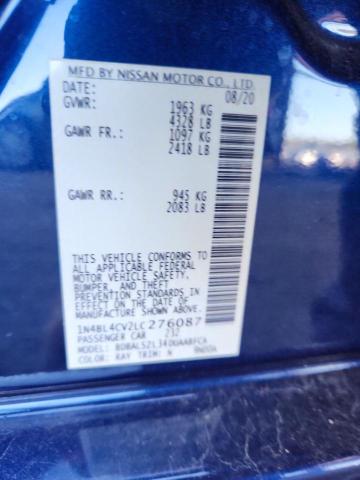 MFD BY NISSAN MOTOR CO., LTD.
DATE: 08/20
GVWR: 1963 KG
4328 LB
GAWR FR.: 1097 KG
2418 LB
GAWR RR.: 945 KG
2083 LB
THIS VEHICLE CONFORMS TO
ALL APPLICABLE FEDERAL
MOTOR VEHICLE SAFETY,
BUMPER, AND THEFT
PREVENTION STANDARDS IN
EFFECT ON THE DATE OF
MANUFACTURE SHOWN ABOVE.
1N4BL4CV2LC276087
PASSENGER CAR 232
MODEL:
COLOR: RAY TRIM: N